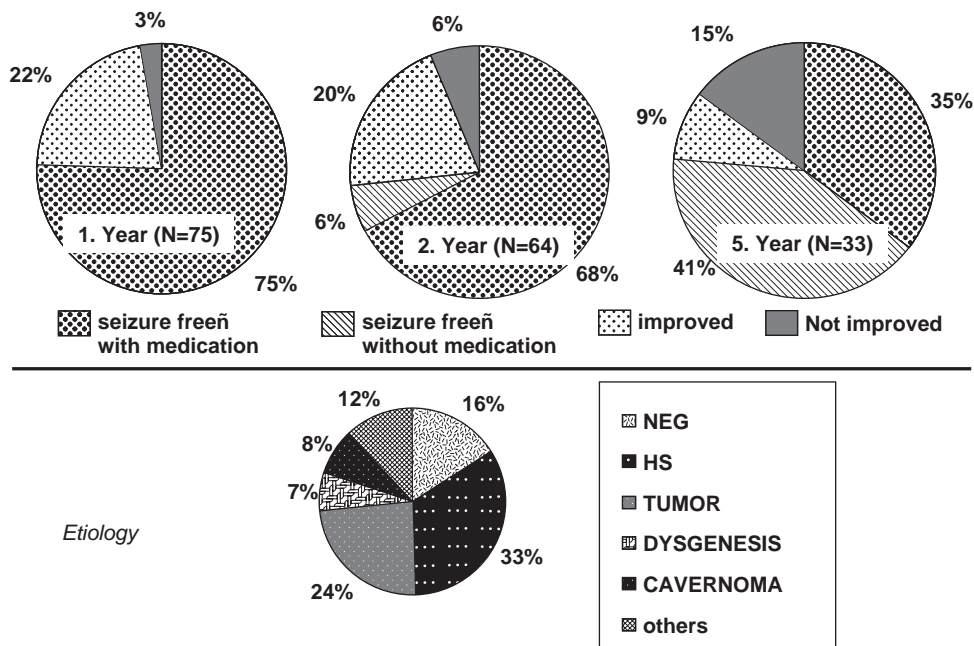 3%
22%
75%
1. Year (N=75)
6%
20%
6%
68%
2. Year (N=64)
15%
9%
35%
41%
5. Year (N=33)
seizure freeñ
with medication
seizure freeñ
without medication
improved
Not improved
Etiology
12%
16%
8%
7%
33%
24%
NEG
HS
TUMOR
DYSGENESIS
CAVERNOMA
others